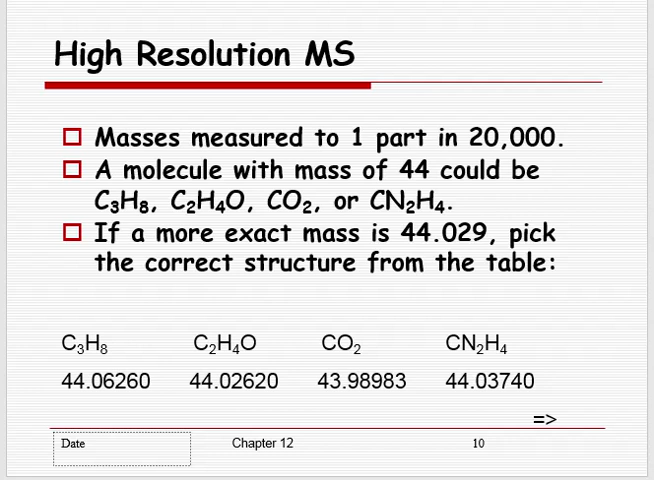 High Resolution MS
Masses measured to 1 part in 20,000.
A molecule with mass of 44 could be
C₃H₈, C₂H₄O, CO₂, or CN₂H₄.
If a more exact mass is 44.029, pick
the correct structure from the table:
C₃H₈ C₂H₄O CO₂ CN₂H₄
44.06260 44.02620 43.98983 44.03740
=>
Date Chapter 12 10